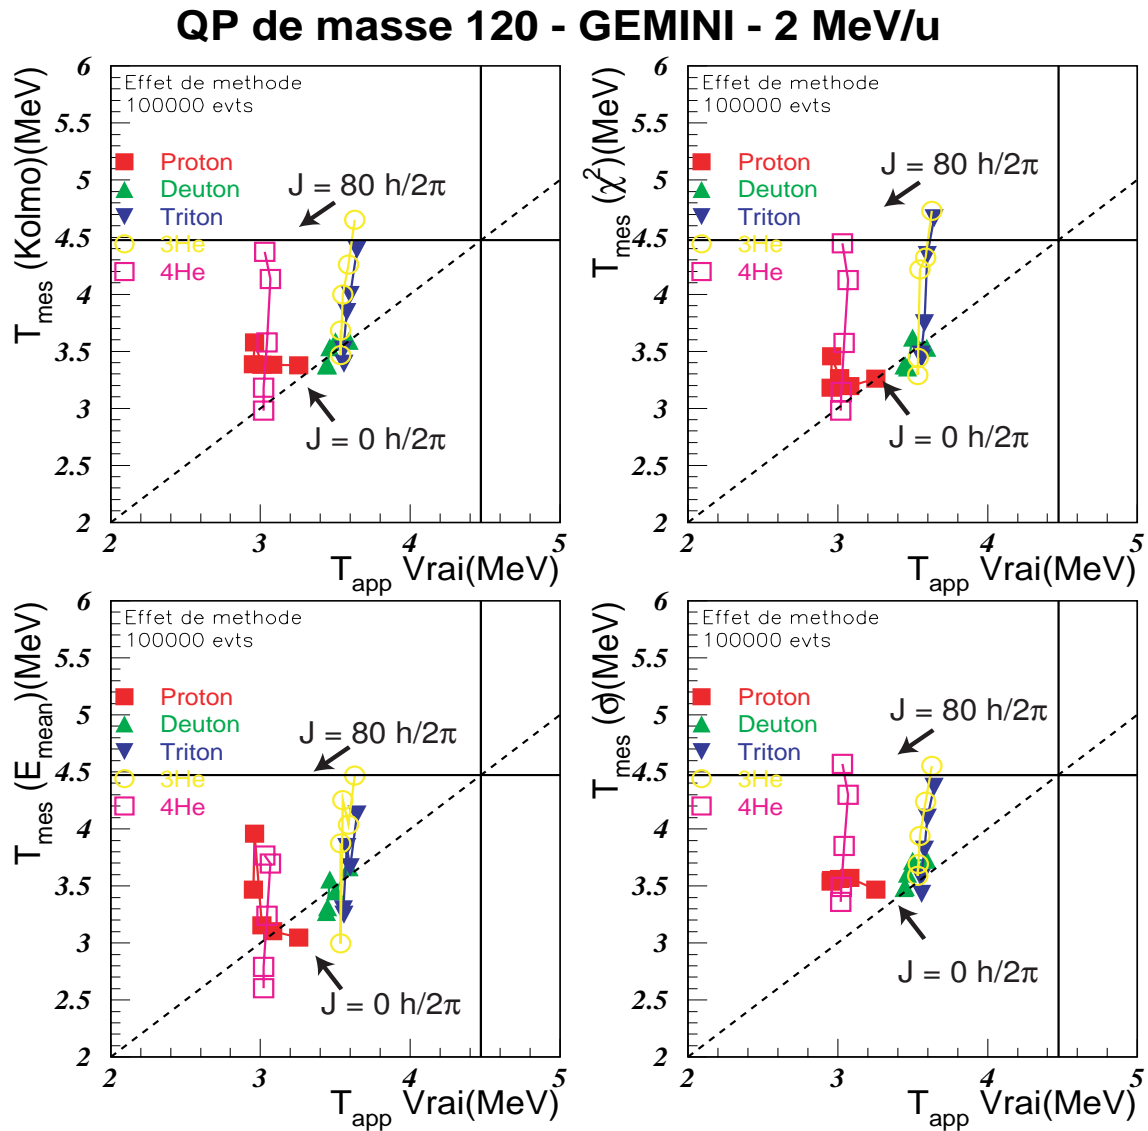 QP de masse 120 - GEMINI - 2 MeV/u
T_mes (Kolmo)(MeV)
6
5.5
5
4.5
4
3.5
3
2.5
2
Effet de methode
100000 evts
Proton
Deuton
Triton
3He
4He
J = 80 h/2π
J = 0 h/2π
2
3
4
5
T_app Vrai(MeV)
T_mes (χ²)(MeV)
6
5.5
5
4.5
4
3.5
3
2.5
2
Effet de methode
100000 evts
Proton
Deuton
Triton
3He
4He
J = 80 h/2π
J = 0 h/2π
2
3
4
5
T_app Vrai(MeV)
T_mes (E_mean)(MeV)
6
5.5
5
4.5
4
3.5
3
2.5
2
Effet de methode
100000 evts
Proton
Deuton
Triton
3He
4He
J = 80 h/2π
J = 0 h/2π
2
3
4
5
T_app Vrai(MeV)
T_mes (σ)(MeV)
6
5.5
5
4.5
4
3.5
3
2.5
2
Effet de methode
100000 evts
Proton
Deuton
Triton
3He
4He
J = 80 h/2π
J = 0 h/2π
2
3
4
5
T_app Vrai(MeV)